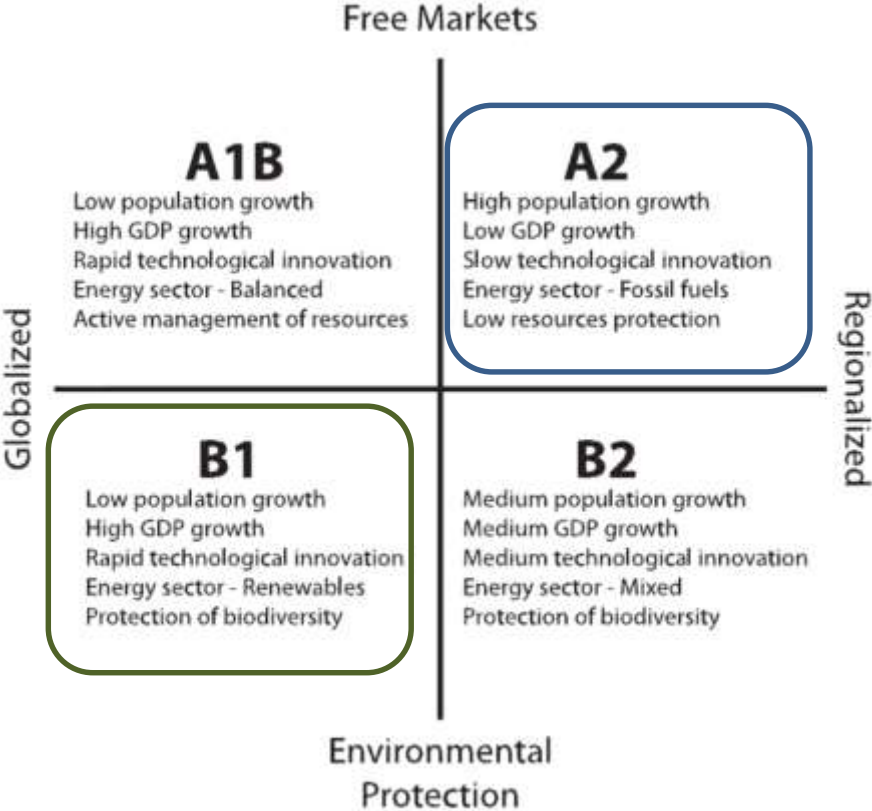 Free Markets
A1B
Low population growth
High GDP growth
Rapid technological innovation
Energy sector - Balanced
Active management of resources
A2
High population growth
Low GDP growth
Slow technological innovation
Energy sector - Fossil fuels
Low resources protection
Globalized
Regionalized
B1
Low population growth
High GDP growth
Rapid technological innovation
Energy sector - Renewables
Protection of biodiversity
B2
Medium population growth
Medium GDP growth
Medium technological innovation
Energy sector - Mixed
Protection of biodiversity
Environmental
Protection